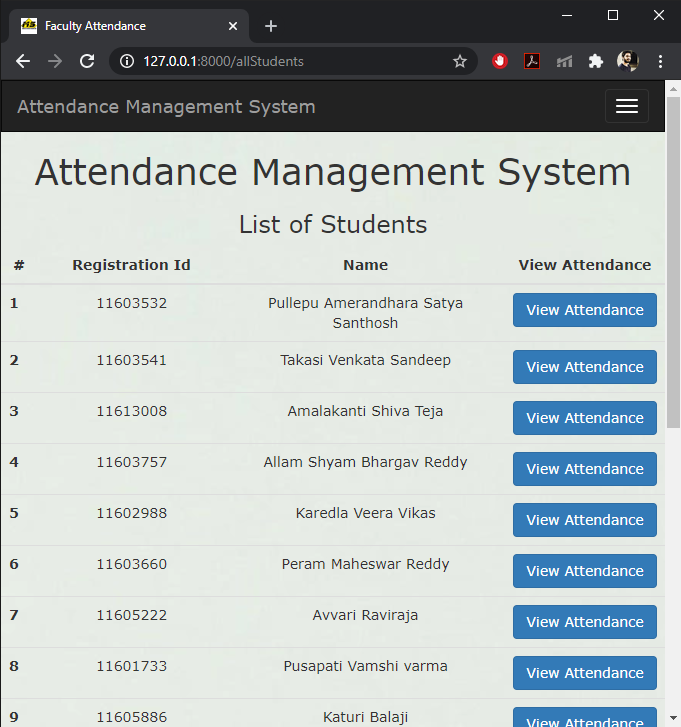 Faculty Attendance
127.0.0.1:8000/allStudents
Attendance Management System
Attendance Management System
List of Students
# Registration Id Name View Attendance
1 11603532 Pullepu Amerandhara Satya Santhosh View Attendance
2 11603541 Takasi Venkata Sandeep View Attendance
3 11613008 Amalakanti Shiva Teja View Attendance
4 11603757 Allam Shyam Bhargav Reddy View Attendance
5 11602988 Karedla Veera Vikas View Attendance
6 11603660 Peram Maheswar Reddy View Attendance
7 11605222 Avvari Raviraja View Attendance
8 11601733 Pusapati Vamshi varma View Attendance
9 11605886 Katuri Balaji View Attendance